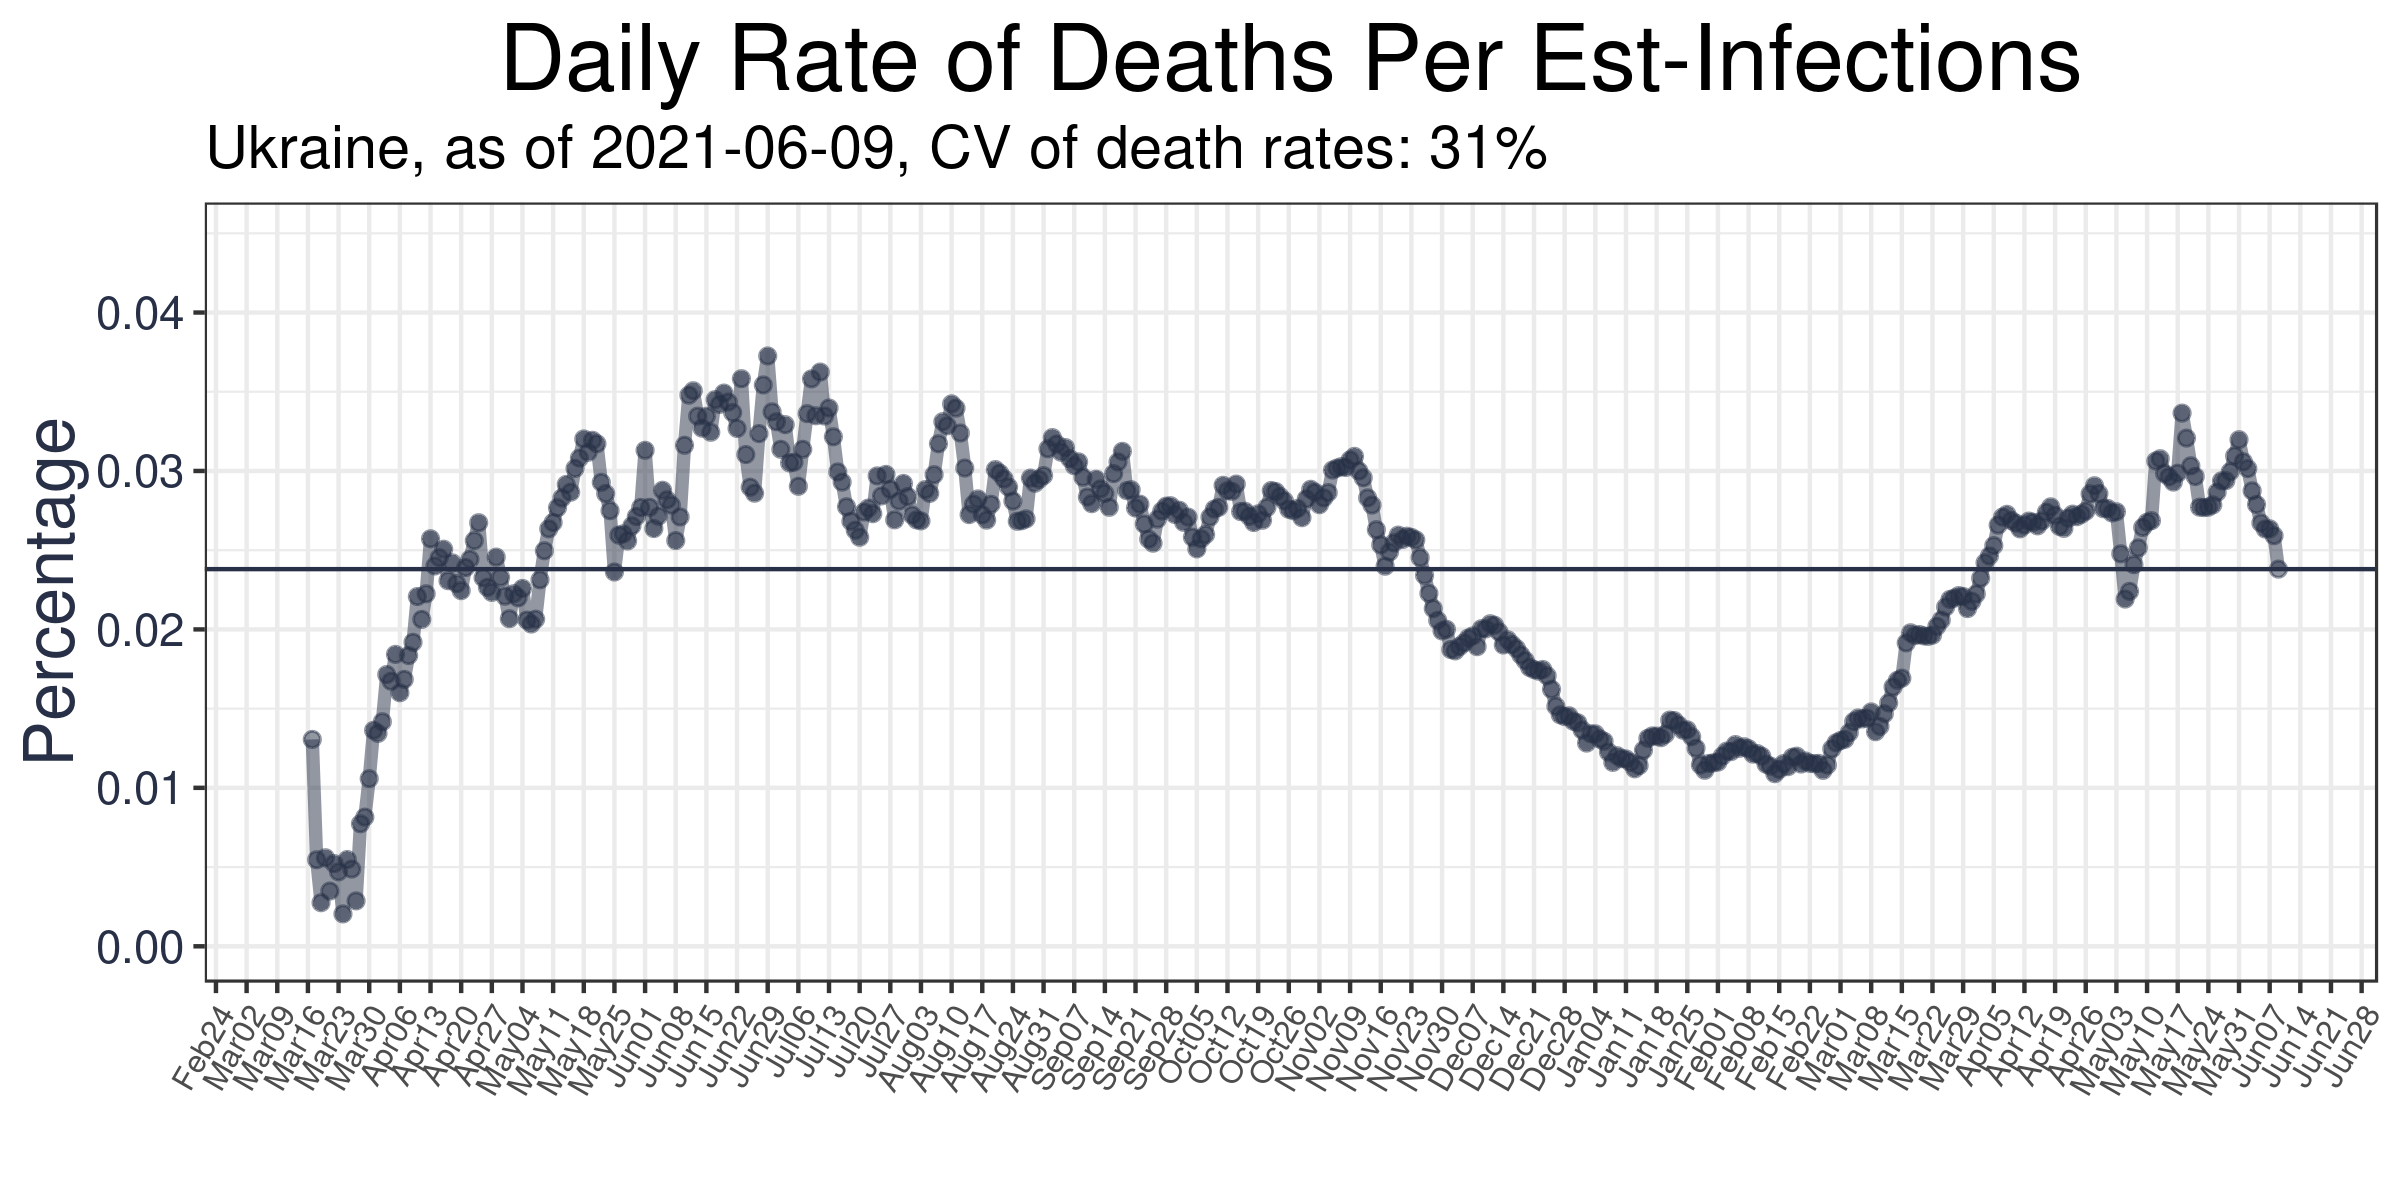 Daily Rate of Deaths Per Est-Infections
Ukraine, as of 2021-06-09, CV of death rates: 31%
Percentage
0.04
0.03
0.02
0.01
0.00
Feb24
Mar02
Mar09
Mar16
Mar23
Mar30
Apr06
Apr13
Apr20
Apr27
May04
May11
May18
May25
Jun01
Jun08
Jun15
Jun22
Jun29
Jul06
Jul13
Jul20
Jul27
Aug03
Aug10
Aug17
Aug24
Aug31
Sep07
Sep14
Sep21
Sep28
Oct05
Oct12
Oct19
Oct26
Nov02
Nov09
Nov16
Nov23
Nov30
Dec07
Dec14
Dec21
Dec28
Jan04
Jan11
Jan18
Jan25
Feb01
Feb08
Feb15
Feb22
Mar01
Mar08
Mar15
Mar22
Mar29
Apr05
Apr12
Apr19
Apr26
May03
May10
May17
May24
May31
Jun07
Jun14
Jun21
Jun28